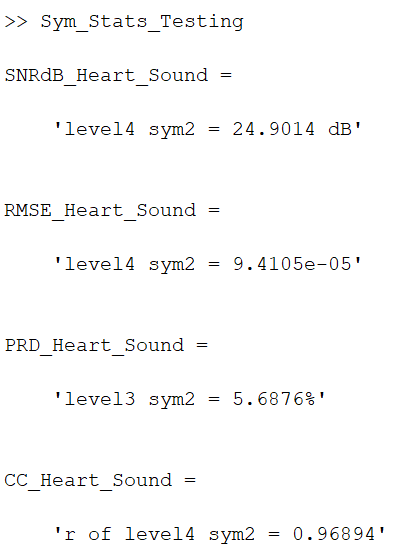 >> Sym_Stats_Testing
SNRdB_Heart_Sound =
'level4 sym2 = 24.9014 dB'
RMSE_Heart_Sound =
'level4 sym2 = 9.4105e-05'
PRD_Heart_Sound =
'level3 sym2 = 5.6876%'
CC_Heart_Sound =
'r of level4 sym2 = 0.96894'